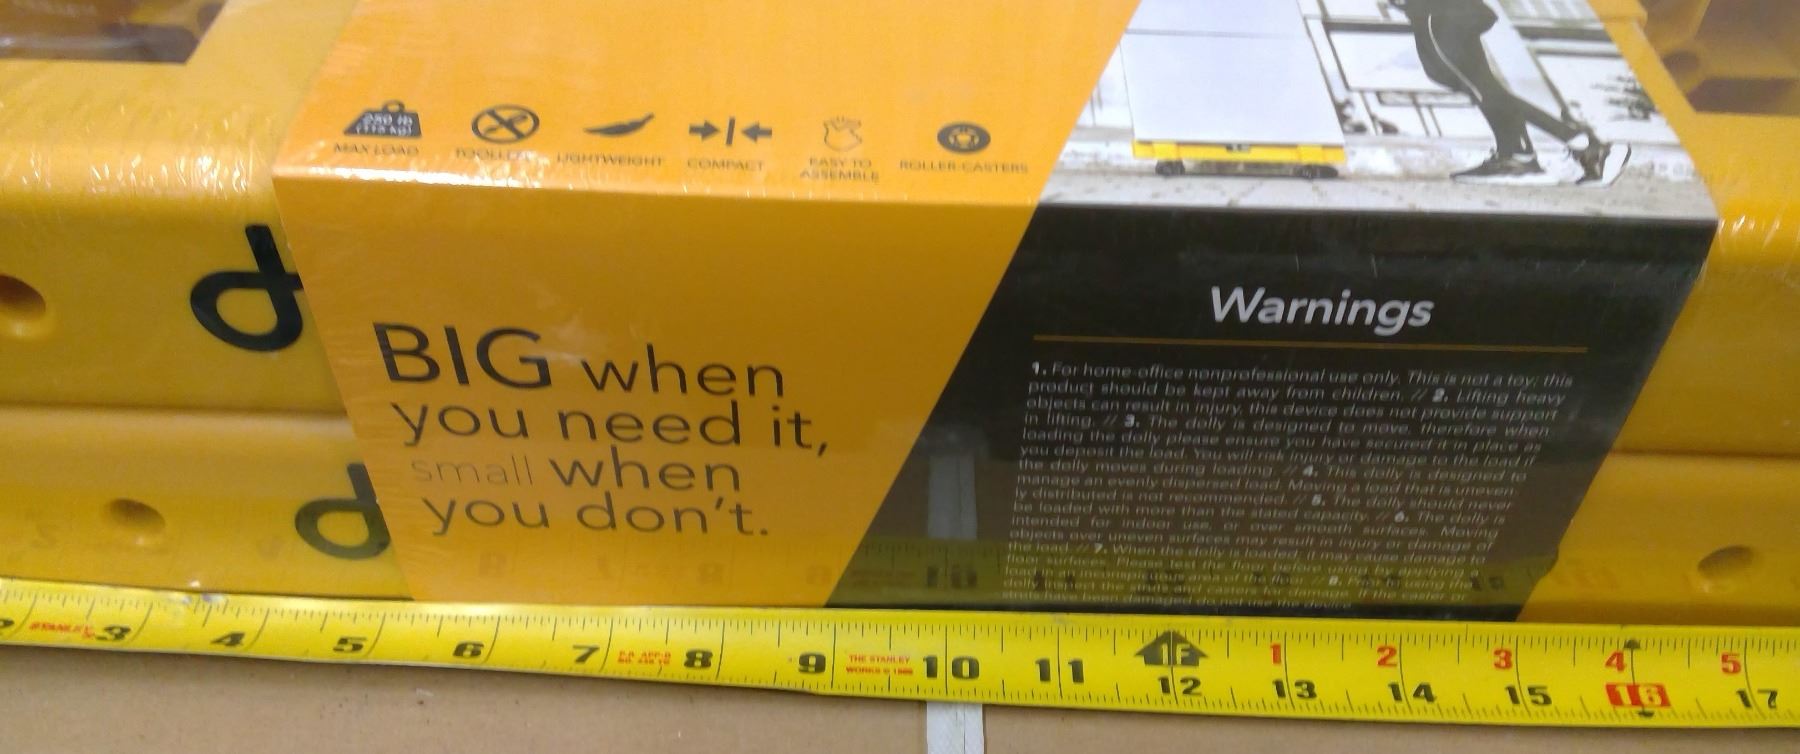 250 lb
(113 kg)
MAX LOAD
TOOLLESS
LIGHTWEIGHT
COMPACT
EASY TO
ASSEMBLE
ROLLER-CASTERS
BIG when
you need it,
small when
you don't.
Warnings
1. For home-office nonprofessional use only. This is not a toy; this
product should be kept away from children. // 2. Lifting heavy
objects can result in injury, this device does not provide support
in lifting. // 3. The dolly is designed to move, therefore when
loading the dolly please ensure you have secured it in place as
you deposit the load. You will risk injury or damage to the load if
the dolly moves during loading. // 4. This dolly is designed to
manage an evenly dispersed load. Moving a load that is uneven
ly distributed is not recommended. // 5. The dolly should never
be loaded with more than the stated capacity. // 6. The dolly is
intended for indoor use, or over smooth surfaces. Moving
objects over uneven surfaces may result in injury or damage of
the load. // 7. When the dolly is loaded, it may cause damage to
floor surfaces. Please test the floor before using by applying a
load in an inconspicuous area of the floor. // 8.
dolly inspect the and casters for damage. If the caster or
have been damaged do not use the device.
2 STANLEY 3 4 5 6 7 8 9 THE STANLEY 10 11 1F 1 2 3 4 5
WORKS © 12 13 14 15 16 17